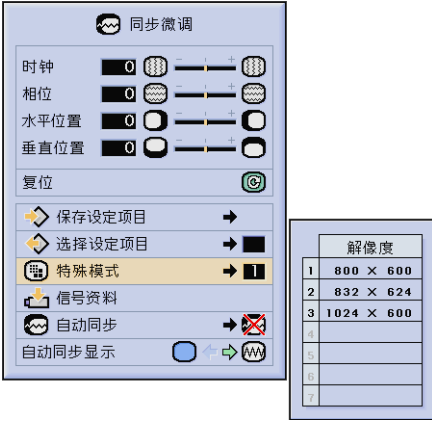 同步微调
时钟 0 - +
相位 0 - +
水平位置 0 - +
垂直位置 0 - +
复位
保存设定项目
选择设定项目
特殊模式 1
信号资料
自动同步
自动同步显示
解像度
1 800 × 600
2 832 × 624
3 1024 × 600
4
5
6
7